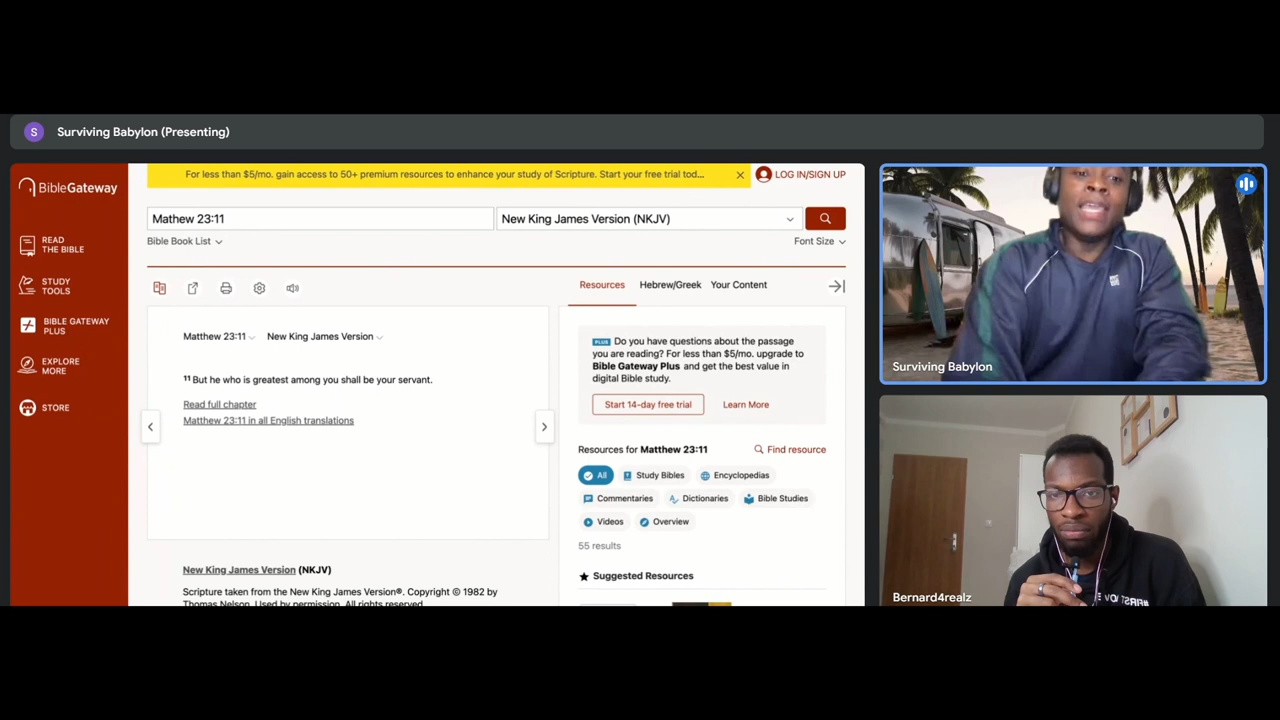 S Surviving Babylon (Presenting)
BibleGateway
READ
THE BIBLE
STUDY
TOOLS
BIBLE GATEWAY
PLUS
EXPLORE
MORE
STORE
For less than $5/mo. gain access to 50+ premium resources to enhance your study of Scripture. Start your free trial tod...
LOG IN/SIGN UP
Mathew 23:11
New King James Version (NKJV)
Bible Book List
Font Size
Resources Hebrew/Greek Your Content
Matthew 23:11 New King James Version
11 But he who is greatest among you shall be your servant.
Read full chapter
Matthew 23:11 in all English translations
New King James Version (NKJV)
Scripture taken from the New King James Version®. Copyright © 1982 by
Thomas Nelson. Used by permission. All rights reserved.
PLUS Do you have questions about the passage
you are reading? For less than $5/mo. upgrade to
Bible Gateway Plus and get the best value in
digital Bible study.
Start 14-day free trial Learn More
Resources for Matthew 23:11 Find resource
All Study Bibles Encyclopedias
Commentaries Dictionaries Bible Studies
Videos Overview
55 results
Suggested Resources
Surviving Babylon
Bernard4realz